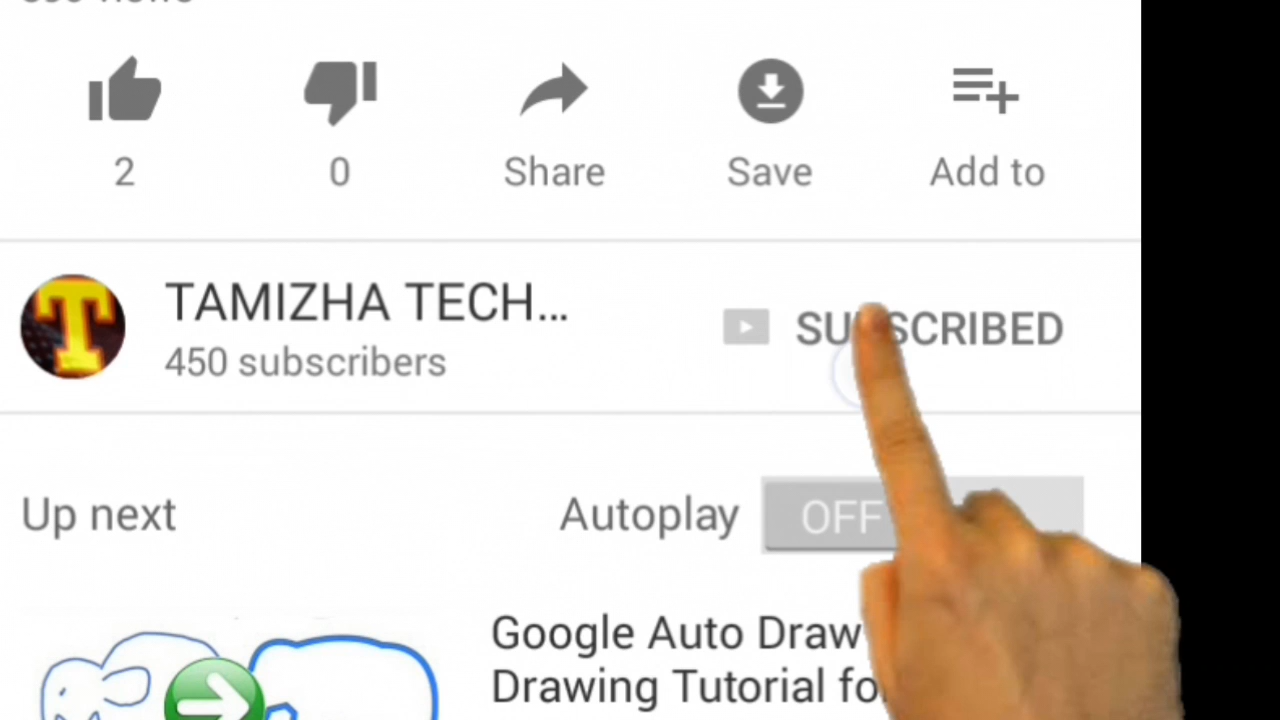 2
0
Share
Save
Add to
TAMIZHA TECH...
SUBSCRIBED
450 subscribers
Up next
Autoplay
OFF
Google Auto Draw
Drawing Tutorial
T